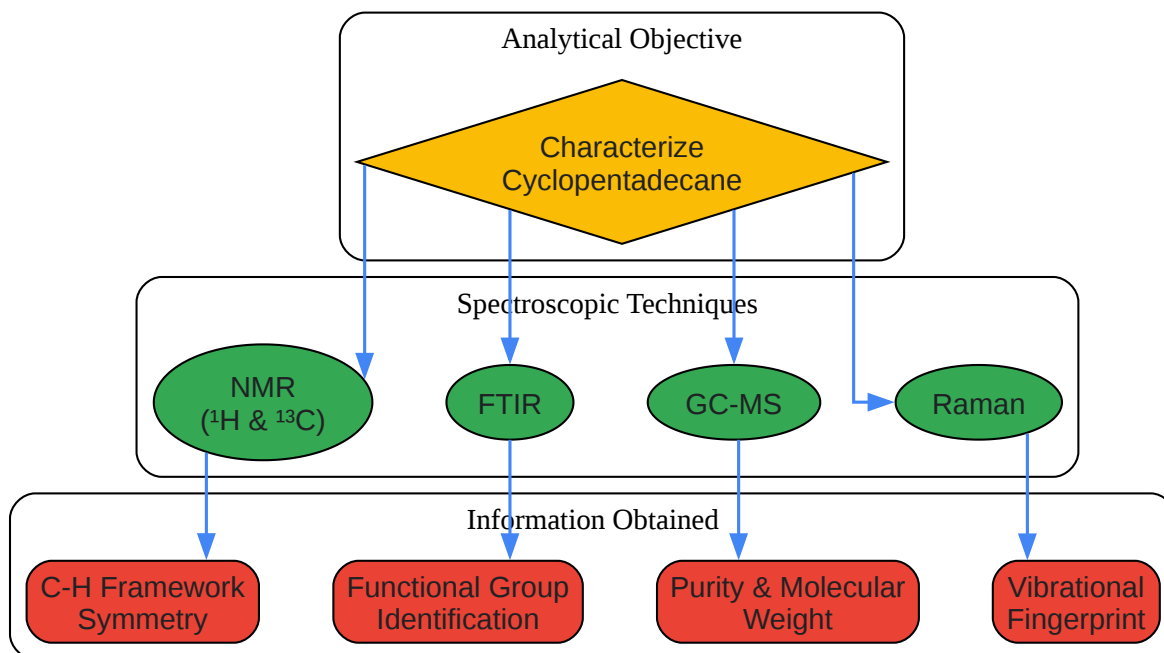 Analytical Objective
Characterize
Cyclopentadecane
Spectroscopic Techniques
NMR
(¹H & ¹³C)
FTIR
GC-MS
Raman
Information Obtained
C-H Framework
Symmetry
Functional Group
Identification
Purity & Molecular
Weight
Vibrational
Fingerprint